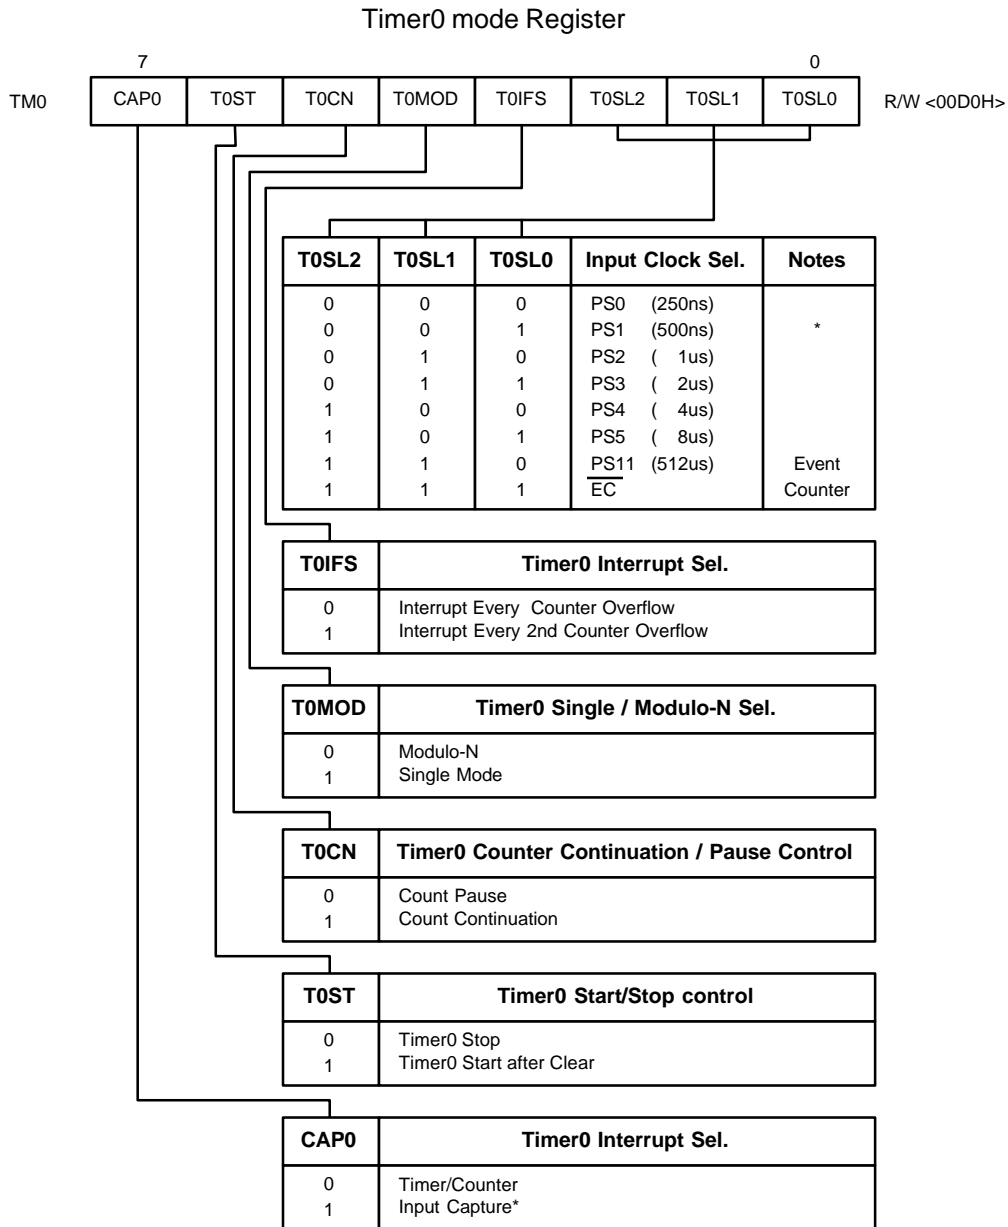 Timer0 mode Register
7 0
TM0 CAP0 T0ST T0CN T0MOD T0IFS T0SL2 T0SL1 T0SL0 R/W <00D0H>
T0SL2 T0SL1 T0SL0 Input Clock Sel. Notes
0 0 0 PS0 (250ns)
0 0 1 PS1 (500ns) *
0 1 0 PS2 ( 1us)
0 1 1 PS3 ( 2us)
1 0 0 PS4 ( 4us)
1 0 1 PS5 ( 8us)
1 1 0 PS11 (512us) Event
1 1 1 EC Counter
T0IFS Timer0 Interrupt Sel.
0 Interrupt Every Counter Overflow
1 Interrupt Every 2nd Counter Overflow
T0MOD Timer0 Single / Modulo-N Sel.
0 Modulo-N
1 Single Mode
T0CN Timer0 Counter Continuation / Pause Control
0 Count Pause
1 Count Continuation
T0ST Timer0 Start/Stop control
0 Timer0 Stop
1 Timer0 Start after Clear
CAP0 Timer0 Interrupt Sel.
0 Timer/Counter
1 Input Capture*